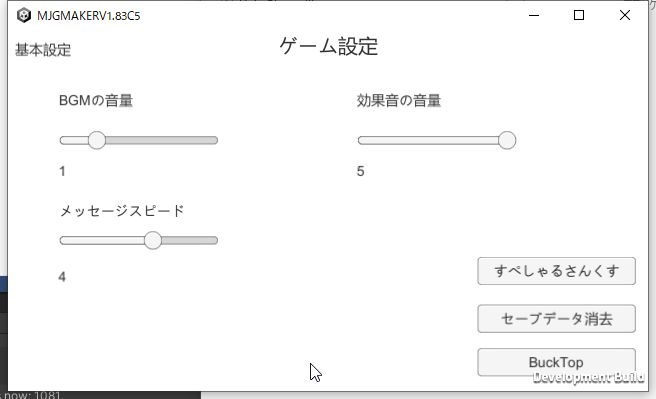 MJGMAKERV1.83C5
基本設定
ゲーム設定
BGMの音量
効果音の音量
1
5
メッセージスピード
4
すぺしゃるさんくす
セーブデータ消去
BuckTop
Development Build
now: 1081.